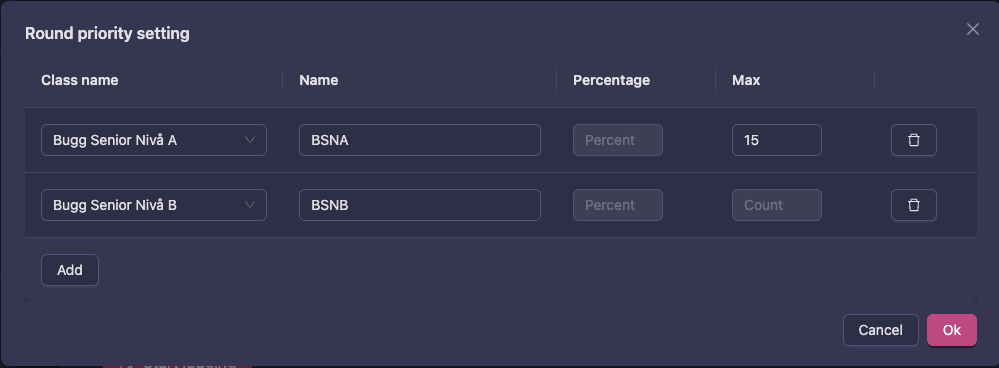 Round priority setting
Class name Name Percentage Max
Bugg Senior Nivå A BSNA Percent 15
Bugg Senior Nivå B BSNB Percent Count
Add
Cancel Ok